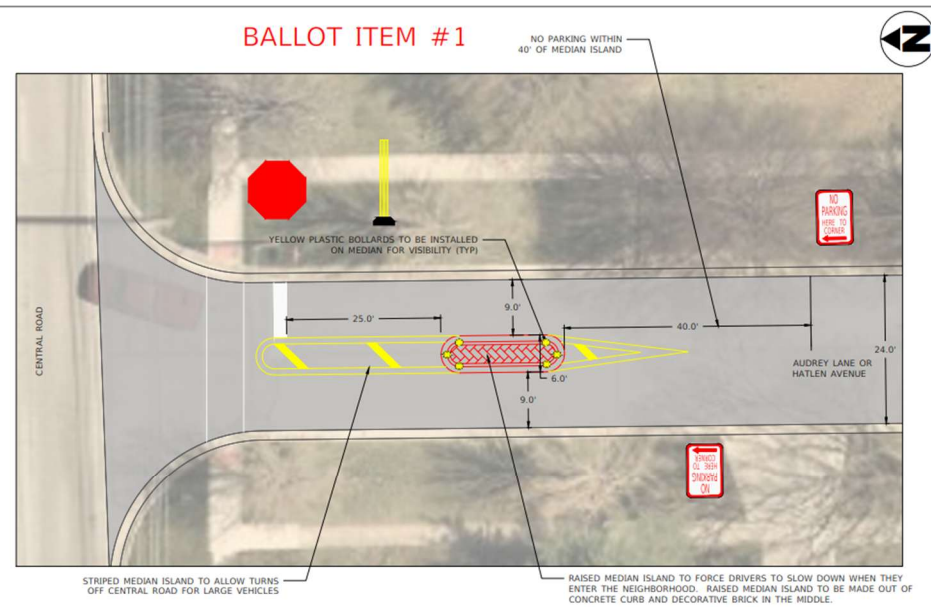 BALLOT ITEM #1
NO PARKING WITHIN
40' OF MEDIAN ISLAND
N
NO
PARKING
HERE TO
CORNER
YELLOW PLASTIC BOLLARDS TO BE INSTALLED
ON MEDIAN FOR VISIBILITY (TYP)
CENTRAL ROAD
25.0'
9.0'
40.0'
24.0'
AUDREY LANE OR
HATLEN AVENUE
6.0'
9.0'
NO
PARKING
HERE TO
CORNER
STRIPED MEDIAN ISLAND TO ALLOW TURNS
OFF CENTRAL ROAD FOR LARGE VEHICLES
RAISED MEDIAN ISLAND TO FORCE DRIVERS TO SLOW DOWN WHEN THEY
ENTER THE NEIGHBORHOOD. RAISED MEDIAN ISLAND TO BE MADE OUT OF
CONCRETE CURB AND DECORATIVE BRICK IN THE MIDDLE.